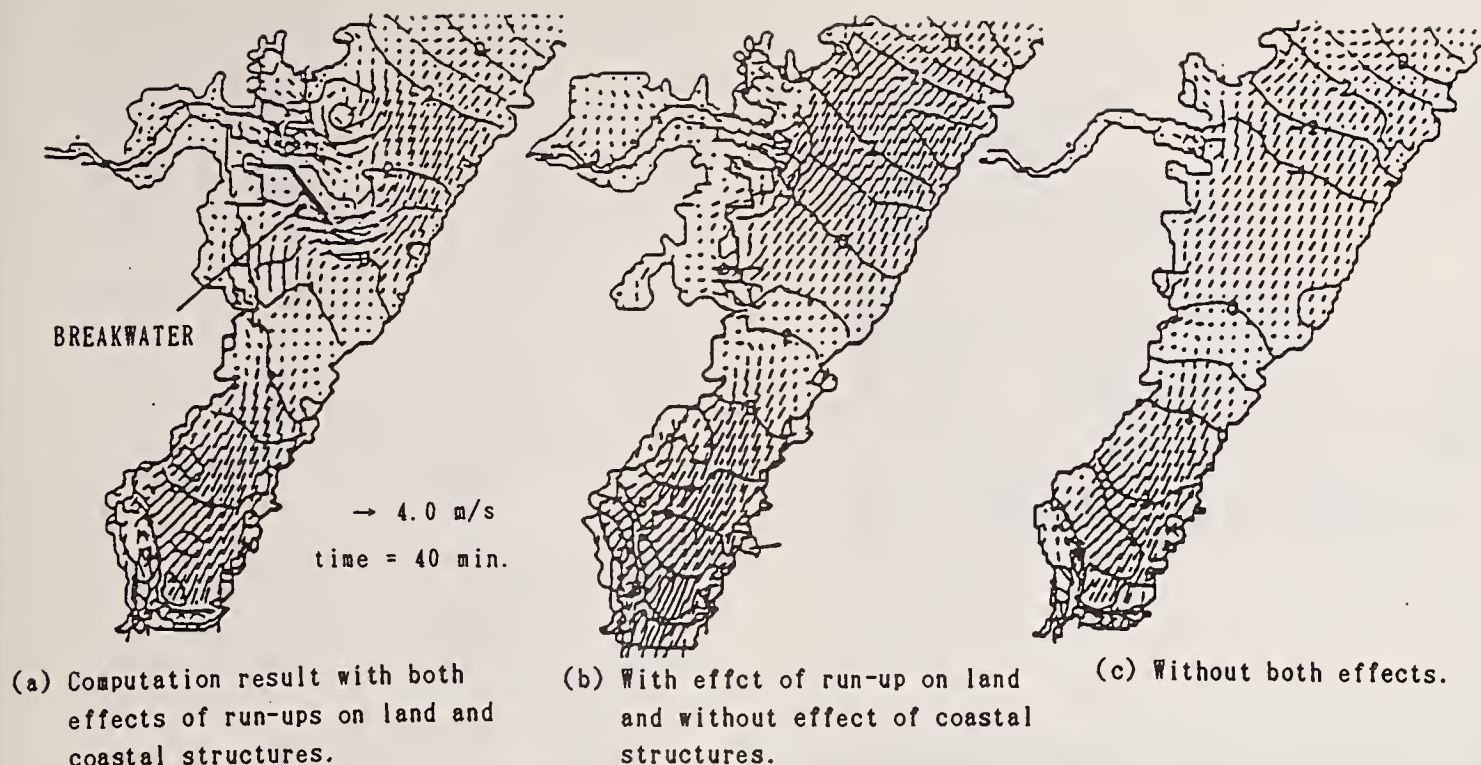 BREAKWATER
→ 4.0 m/s
time = 40 min.
(a) Computation result with both
effects of run-ups on land and
coastal structures.
(b) With effct of run-up on land
and without effect of coastal
structures.
(c) Without both effects.